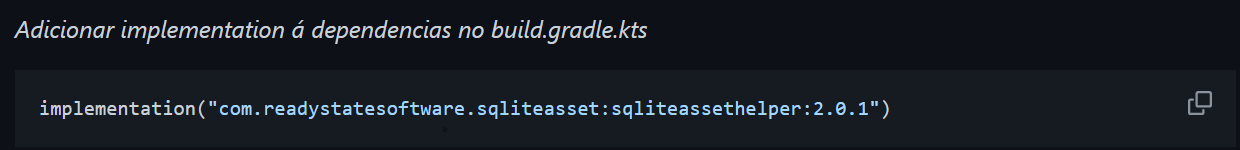 Adicionar implementation á dependencias no build.gradle.kts
implementation("com.readystatesoftware.sqliteasset:sqliteassethelper:2.0.1")